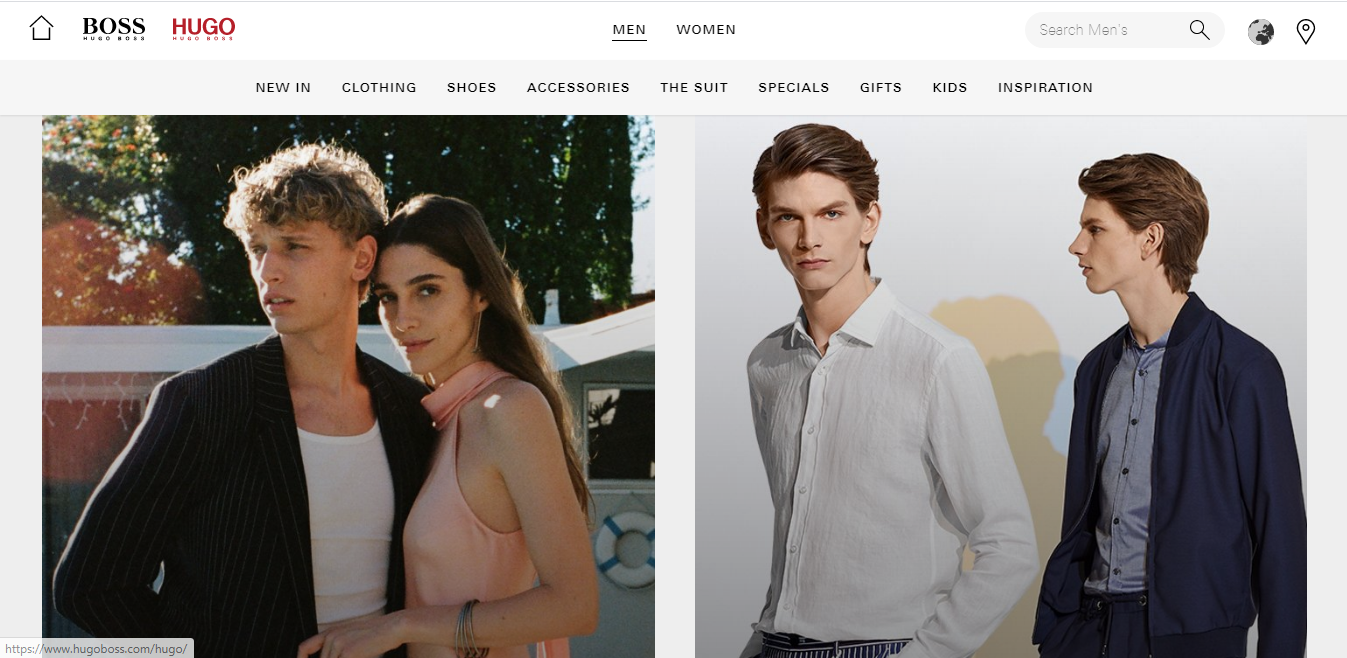 BOSS
HUGO BOSS
HUGO
HUGO BOSS
MEN
WOMEN
Search Men's
NEW IN
CLOTHING
SHOES
ACCESSORIES
THE SUIT
SPECIALS
GIFTS
KIDS
INSPIRATION
https://www.hugoboss.com/hugo/